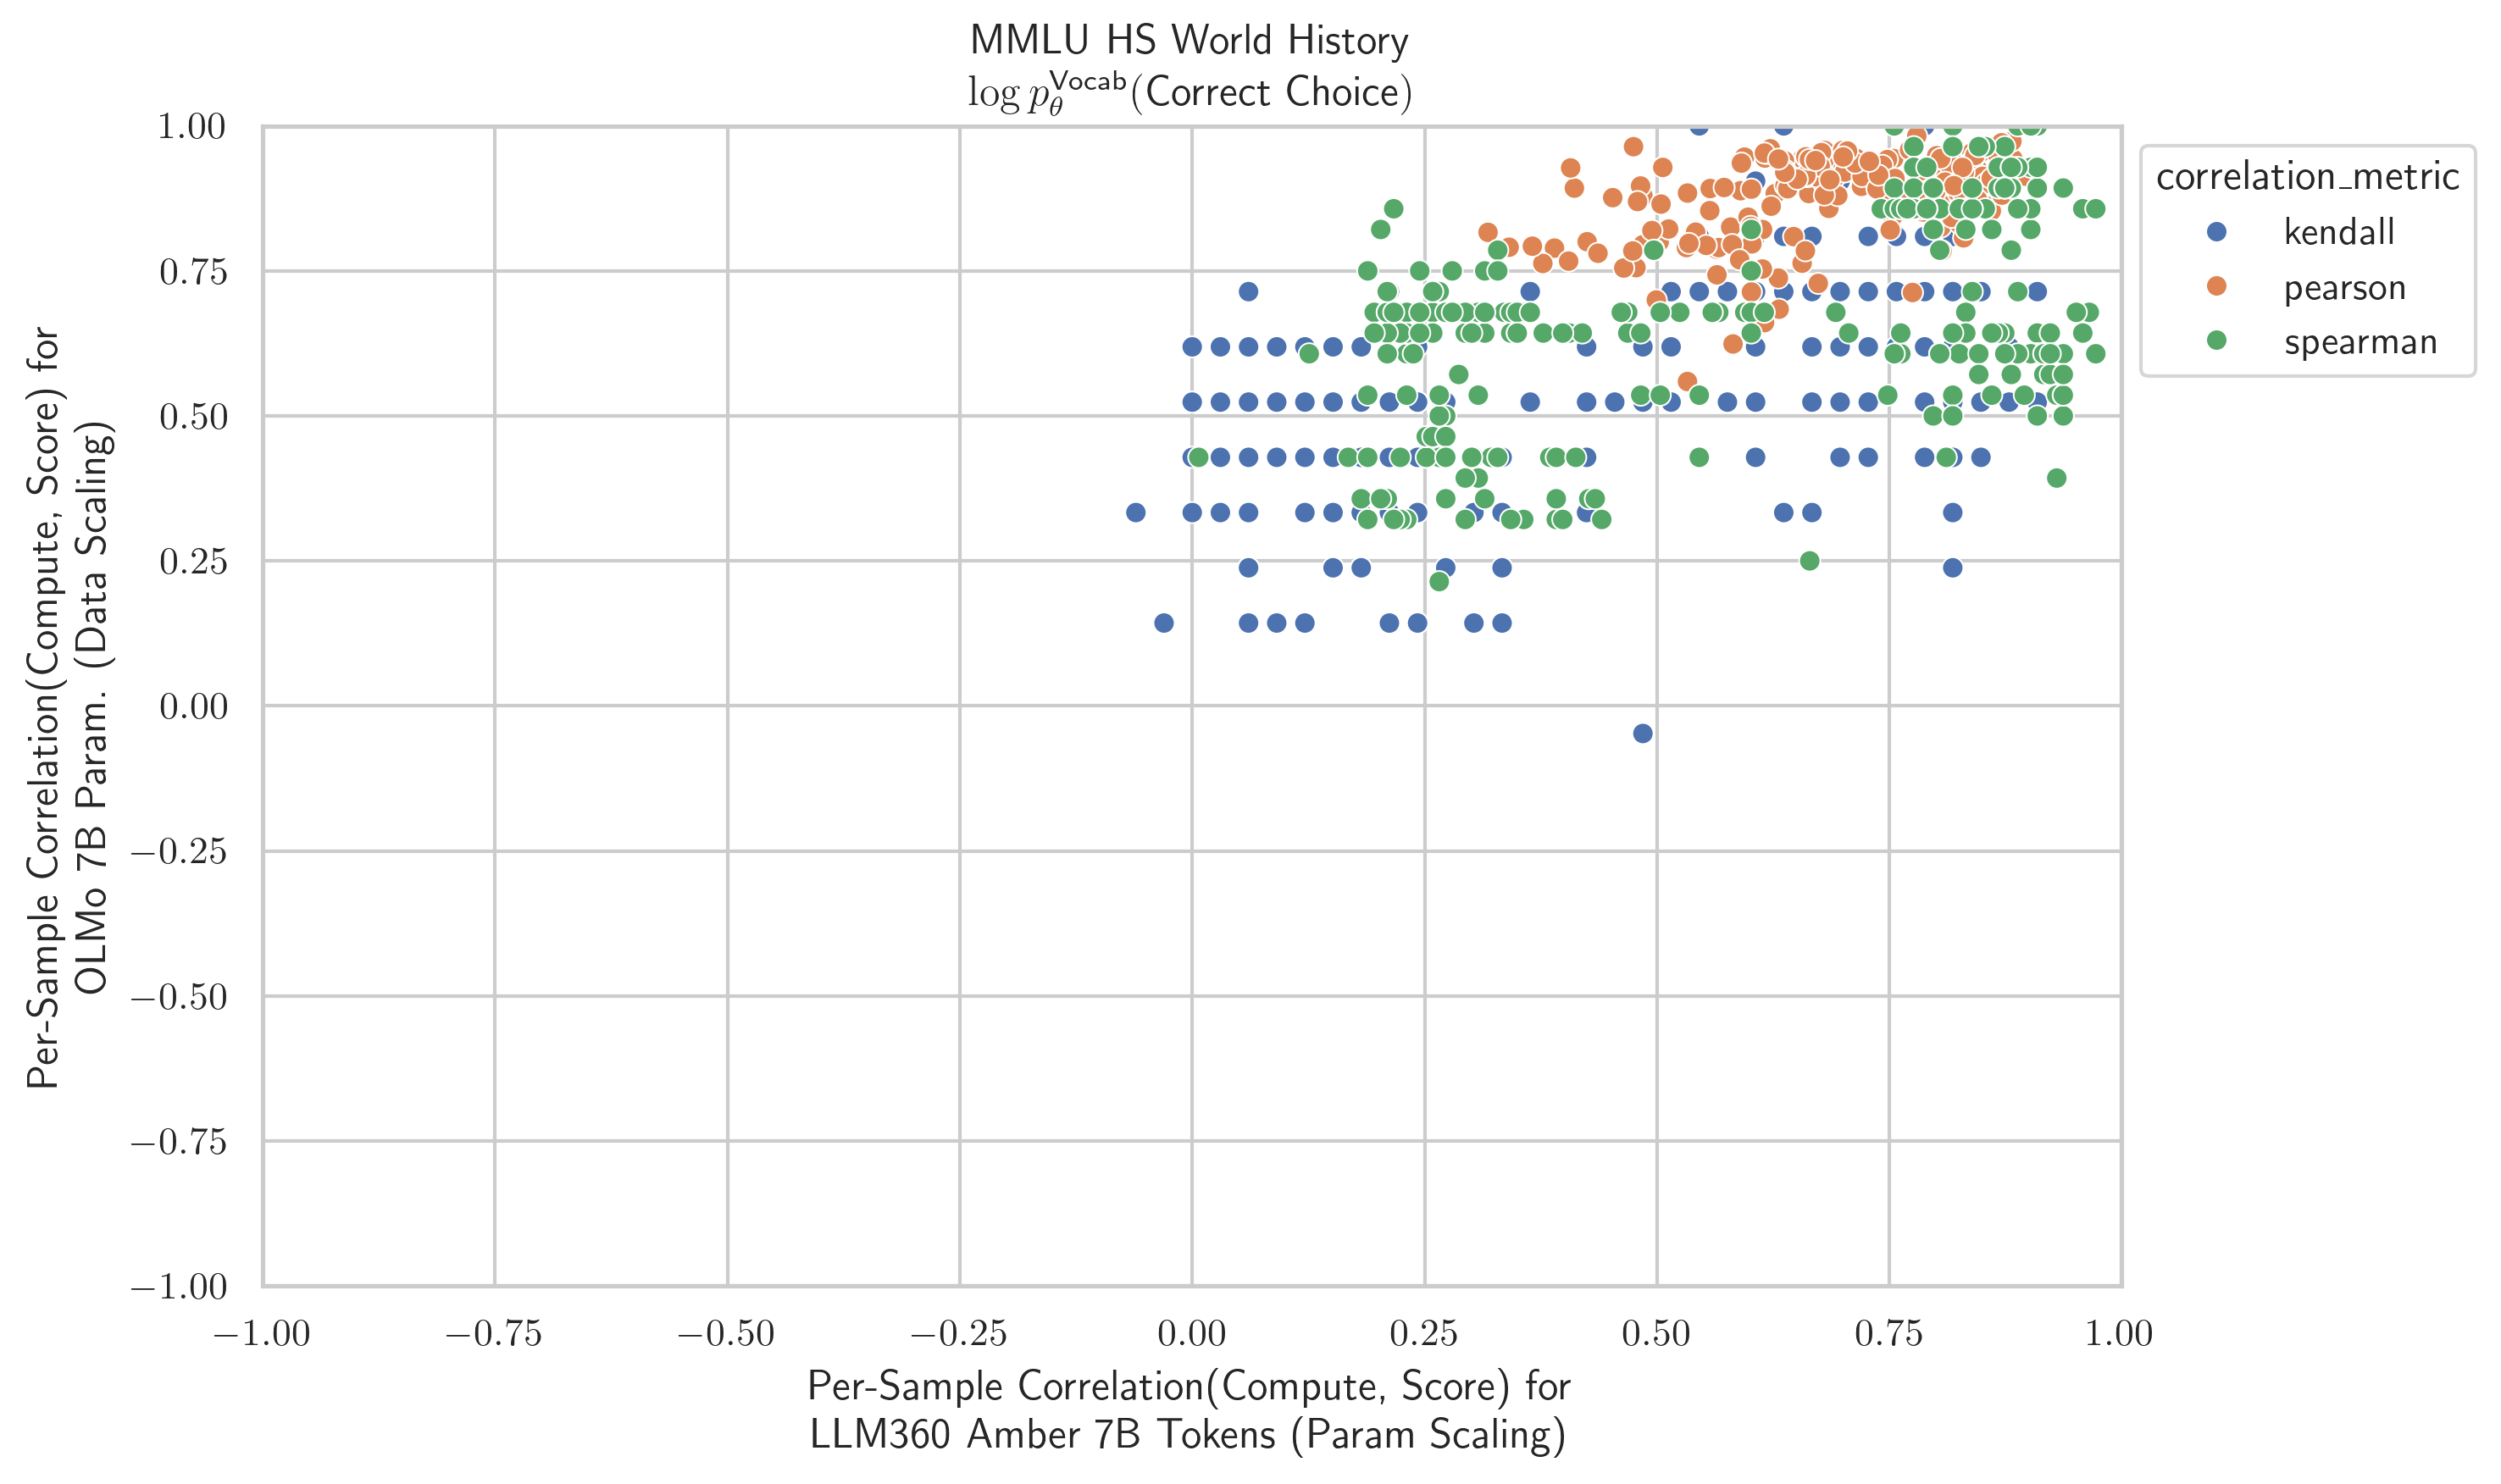 MMLU HS World History
log p_θ^Vocab(Correct Choice)
Per-Sample Correlation(Compute, Score) for
OLMo 7B Param. (Data Scaling)
1.00
0.75
0.50
0.25
0.00
−0.25
−0.50
−0.75
−1.00
−1.00 −0.75 −0.50 −0.25 0.00 0.25 0.50 0.75 1.00
Per-Sample Correlation(Compute, Score) for
LLM360 Amber 7B Tokens (Param Scaling)
correlation_metric
kendall
pearson
spearman